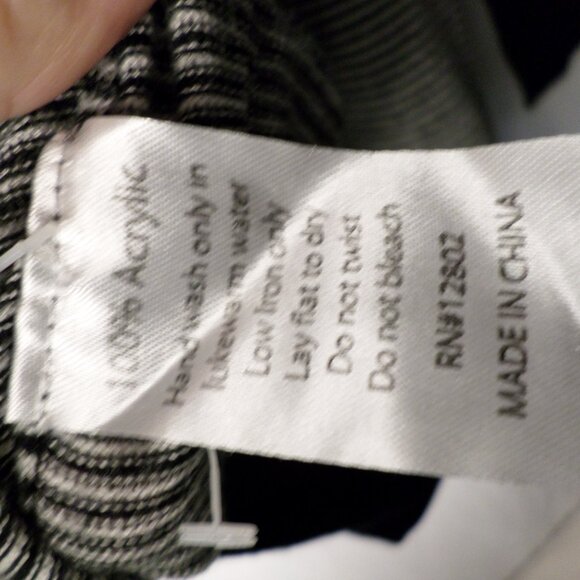 100% Acrylic
Hand wash only in
lukewarm water
Low Iron only
Lay flat to dry
Do not twist
Do not bleach
RN#12802
MADE IN CHINA